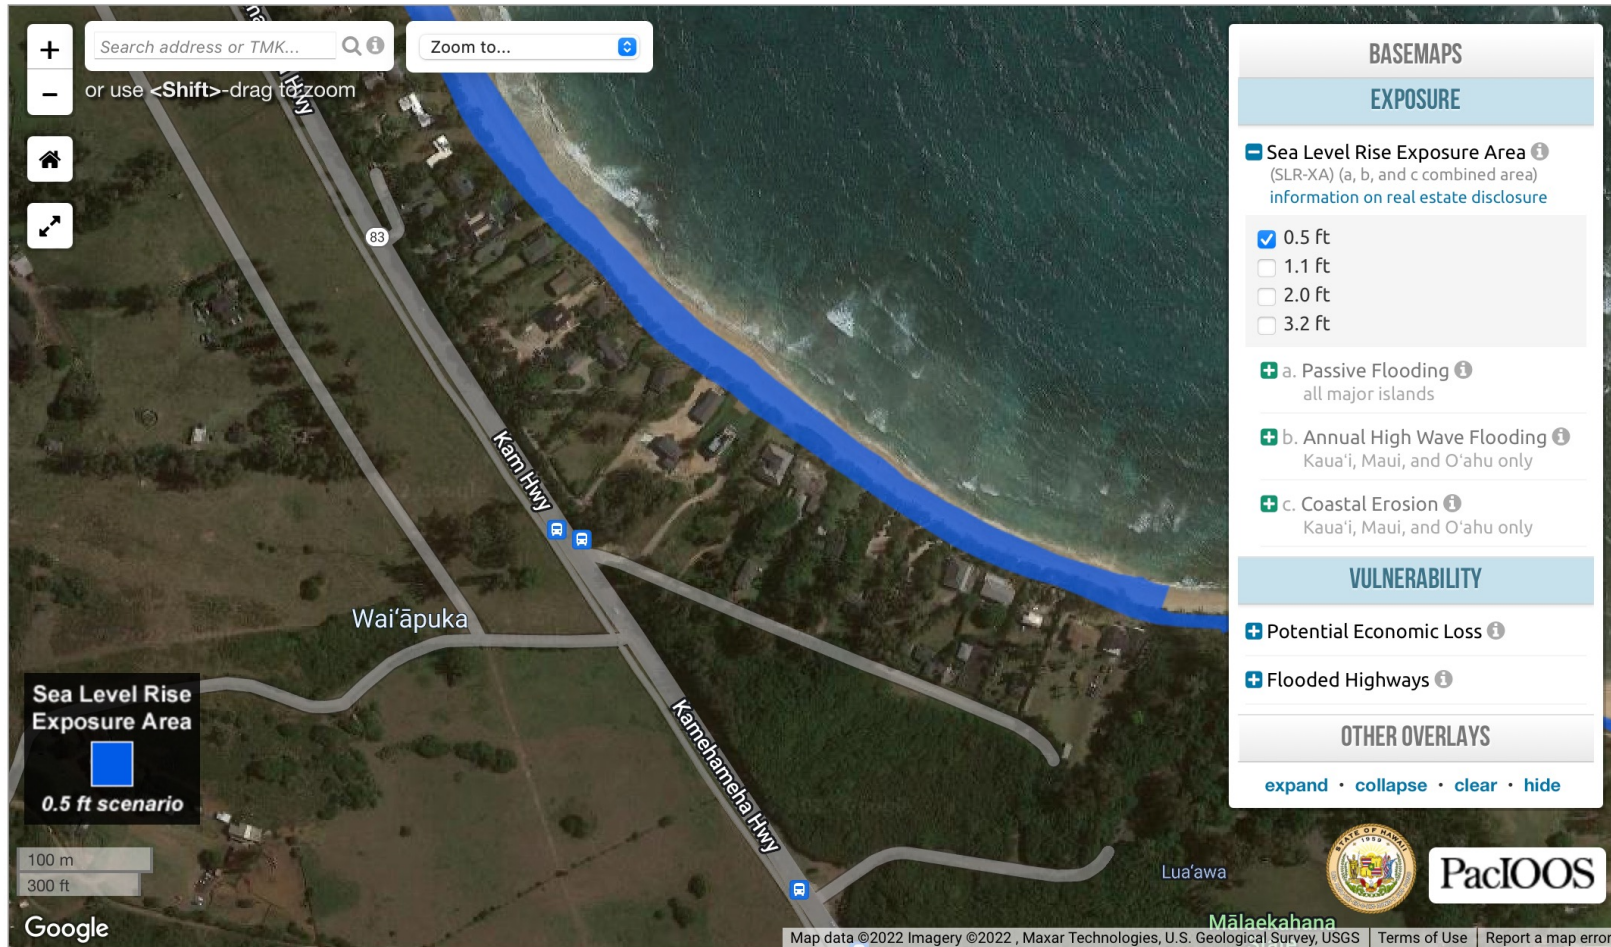 +
Search address or TMK...
Zoom to...
−
or use <Shift>-drag to zoom
Hwy
83
Kam Hwy
Wai'āpuka
Kamehameha Hwy
Lua'awa
Mālaekahana
Sea Level Rise
Exposure Area
0.5 ft scenario
100 m
300 ft
Google
BASEMAPS
EXPOSURE
Sea Level Rise Exposure Area
(SLR-XA) (a, b, and c combined area)
information on real estate disclosure
0.5 ft
1.1 ft
2.0 ft
3.2 ft
a. Passive Flooding
all major islands
b. Annual High Wave Flooding
Kaua'i, Maui, and O'ahu only
c. Coastal Erosion
Kaua'i, Maui, and O'ahu only
VULNERABILITY
Potential Economic Loss
Flooded Highways
OTHER OVERLAYS
expand · collapse · clear · hide
STATE OF HAWAII
1959
PacIOOS
Map data ©2022 Imagery ©2022 , Maxar Technologies, U.S. Geological Survey, USGS
Terms of Use
Report a map error